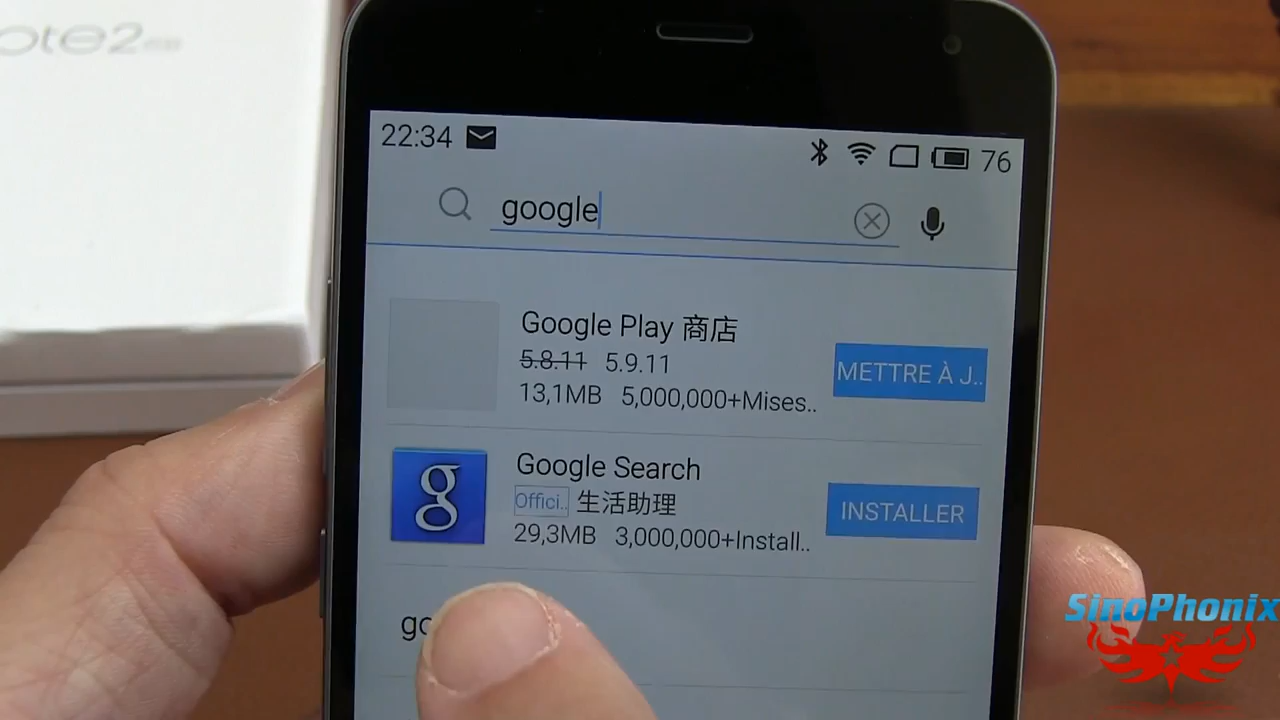 ote2
22:34
76
google
Google Play 商店
5.8.11 5.9.11
13,1MB 5,000,000+Mises..
METTRE À J..
Google Search
Offici.. 生活助理
29,3MB 3,000,000+Install..
INSTALLER
go
SinoPhonix